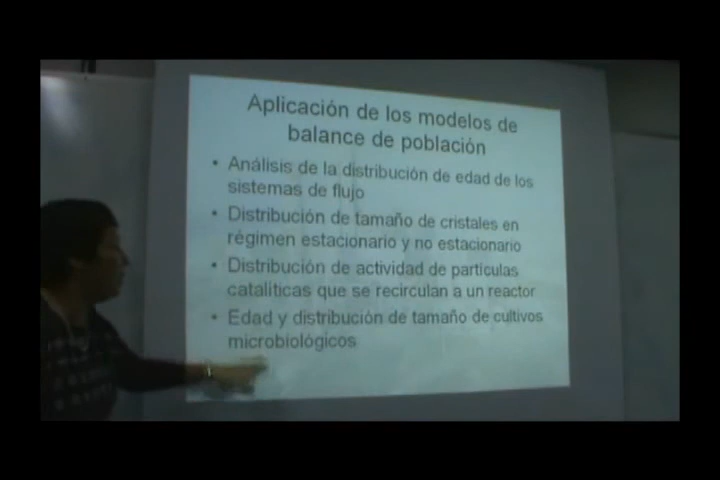 Aplicación de los modelos de
balance de población
• Análisis de la distribución de edad de los
sistemas de flujo
• Distribución de tamaño de cristales en
régimen estacionario y no estacionario
• Distribución de actividad de partículas
catalíticas que se recirculan a un reactor
• Edad y distribución de tamaño de cultivos
microbiológicos